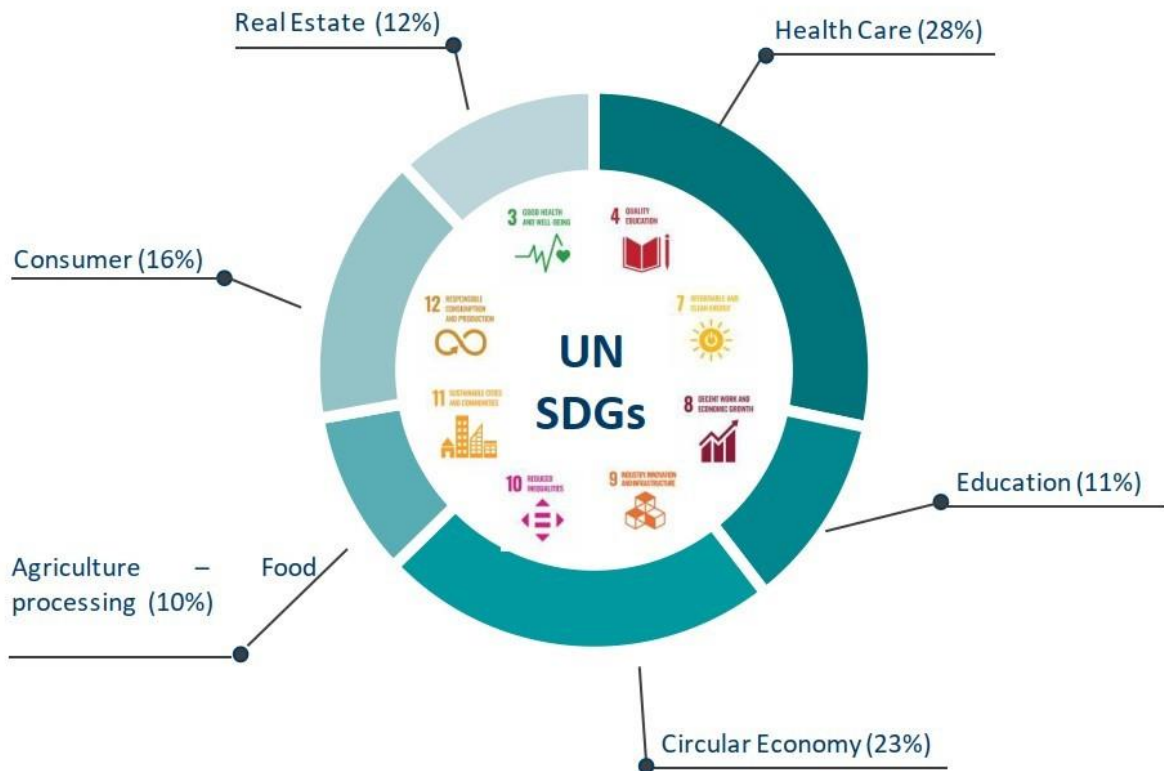 Real Estate (12%)
Health Care (28%)
Consumer (16%)
3 GOOD HEALTH
AND WELL-BEING
4 QUALITY
EDUCATION
12 RESPONSIBLE
CONSUMPTION
AND PRODUCTION
7 AFFORDABLE AND
CLEAN ENERGY
UN
SDGs
11 SUSTAINABLE CITIES
AND COMMUNITIES
8 DECENT WORK AND
ECONOMIC GROWTH
10 REDUCED
INEQUALITIES
9 INDUSTRY INNOVATION
AND INFRASTRUCTURE
Education (11%)
Agriculture – Food
processing (10%)
Circular Economy (23%)